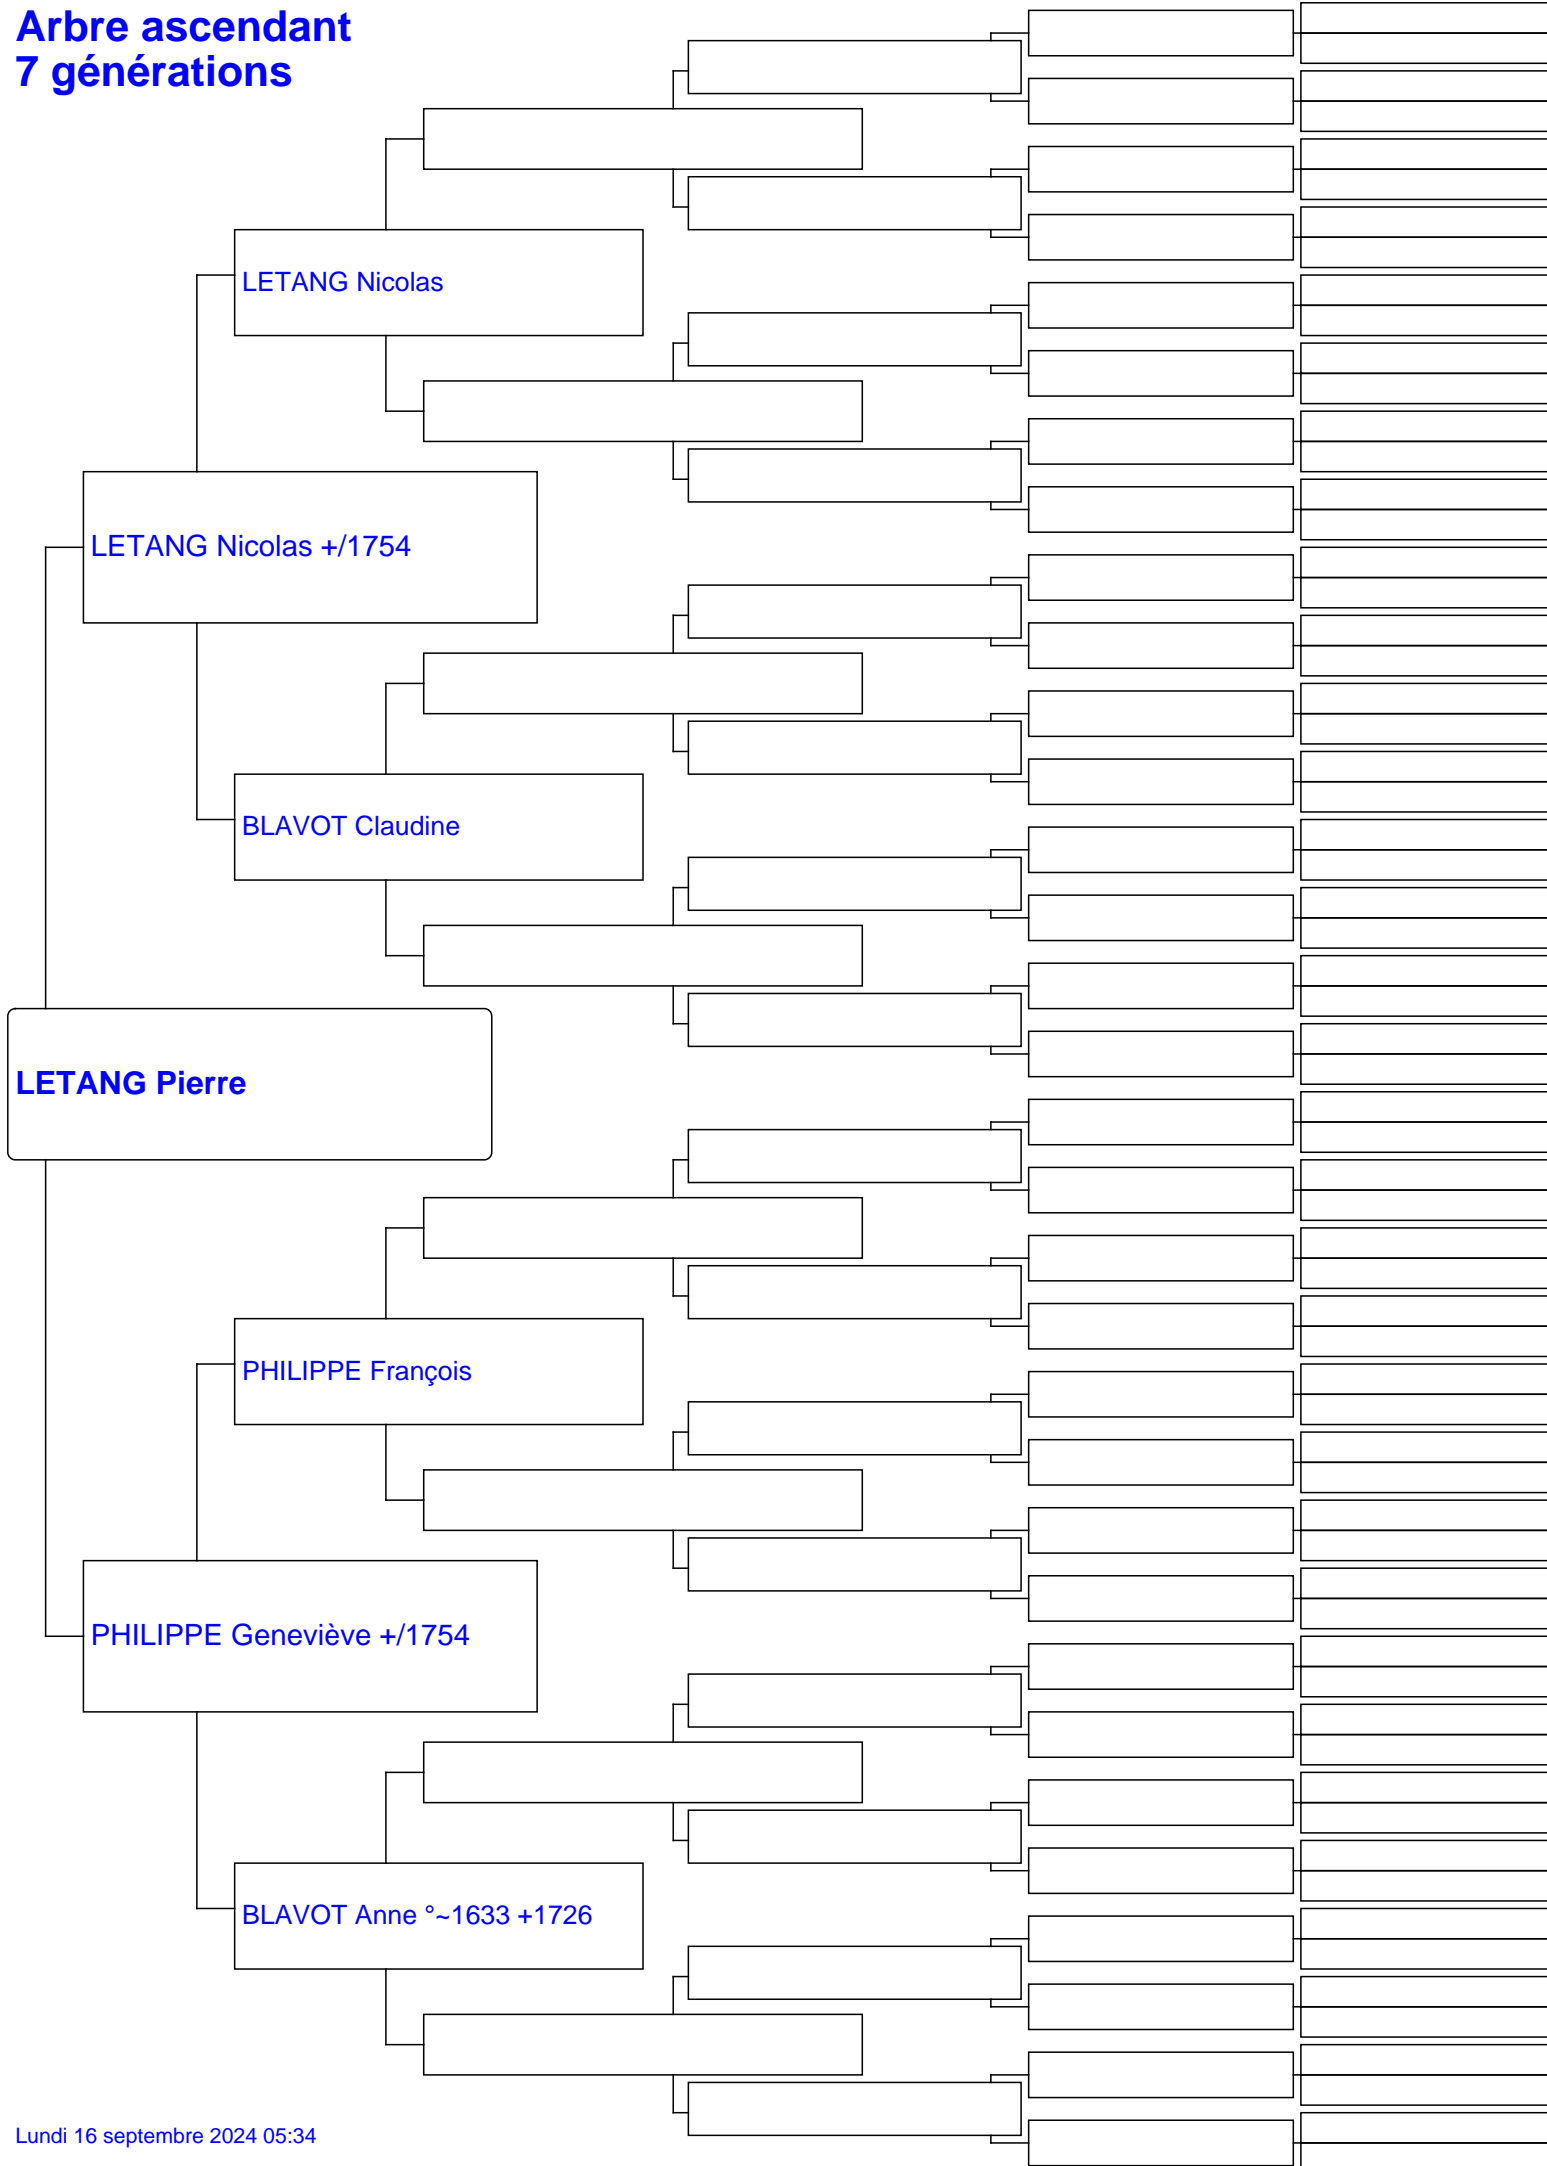 Arbre ascendant
7 générations
LETANG Nicolas
LETANG Nicolas +/1754
BLAVOT Claudine
LETANG Pierre
PHILIPPE François
PHILIPPE Geneviève +/1754
BLAVOT Anne °~1633 +1726
Lundi 16 septembre 2024 05:34